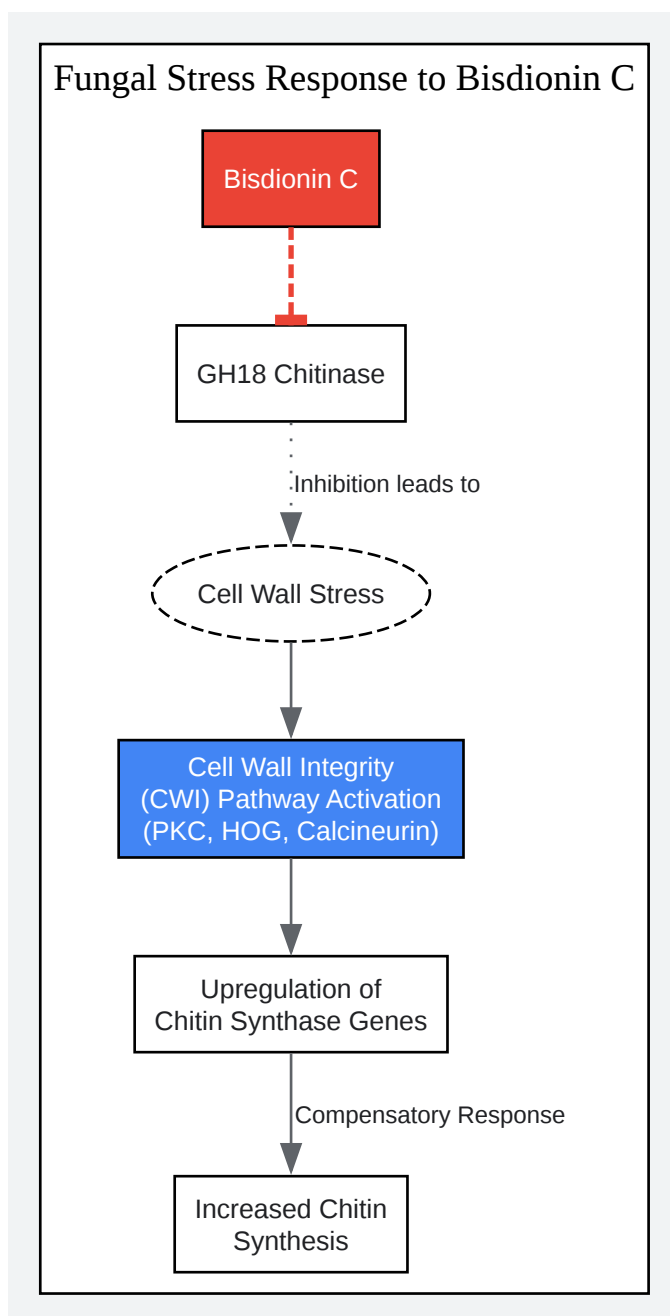 Fungal Stress Response to Bisdionin C
Bisdionin C
GH18 Chitinase
Inhibition leads to
Cell Wall Stress
Cell Wall Integrity
(CWI) Pathway Activation
(PKC, HOG, Calcineurin)
Upregulation of
Chitin Synthase Genes
Compensatory Response
Increased Chitin
Synthesis